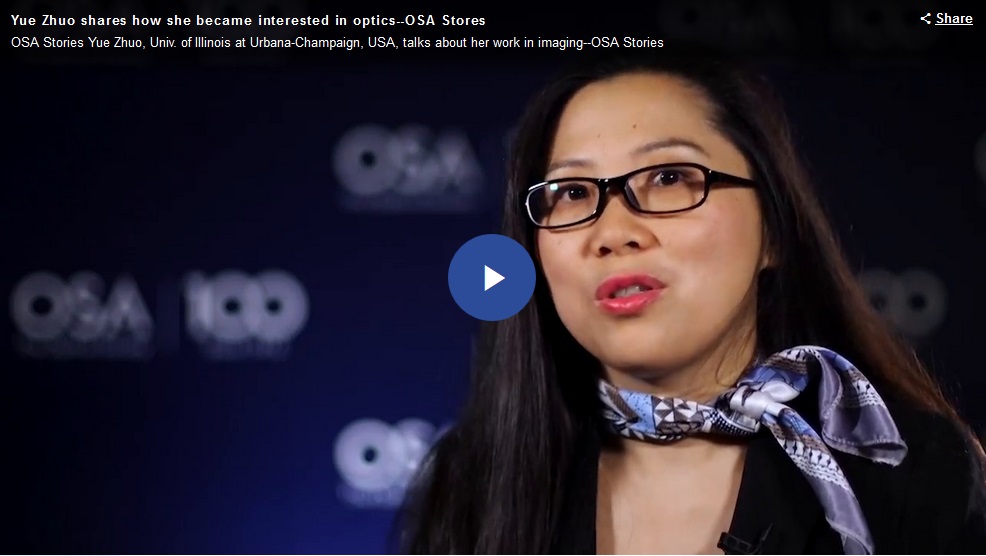 Yue Zhuo shares how she became interested in optics--OSA Stores
Share
OSA Stories Yue Zhuo, Univ. of Illinois at Urbana-Champaign, USA, talks about her work in imaging--OSA Stories
OSA
OSA 100
100
OSA